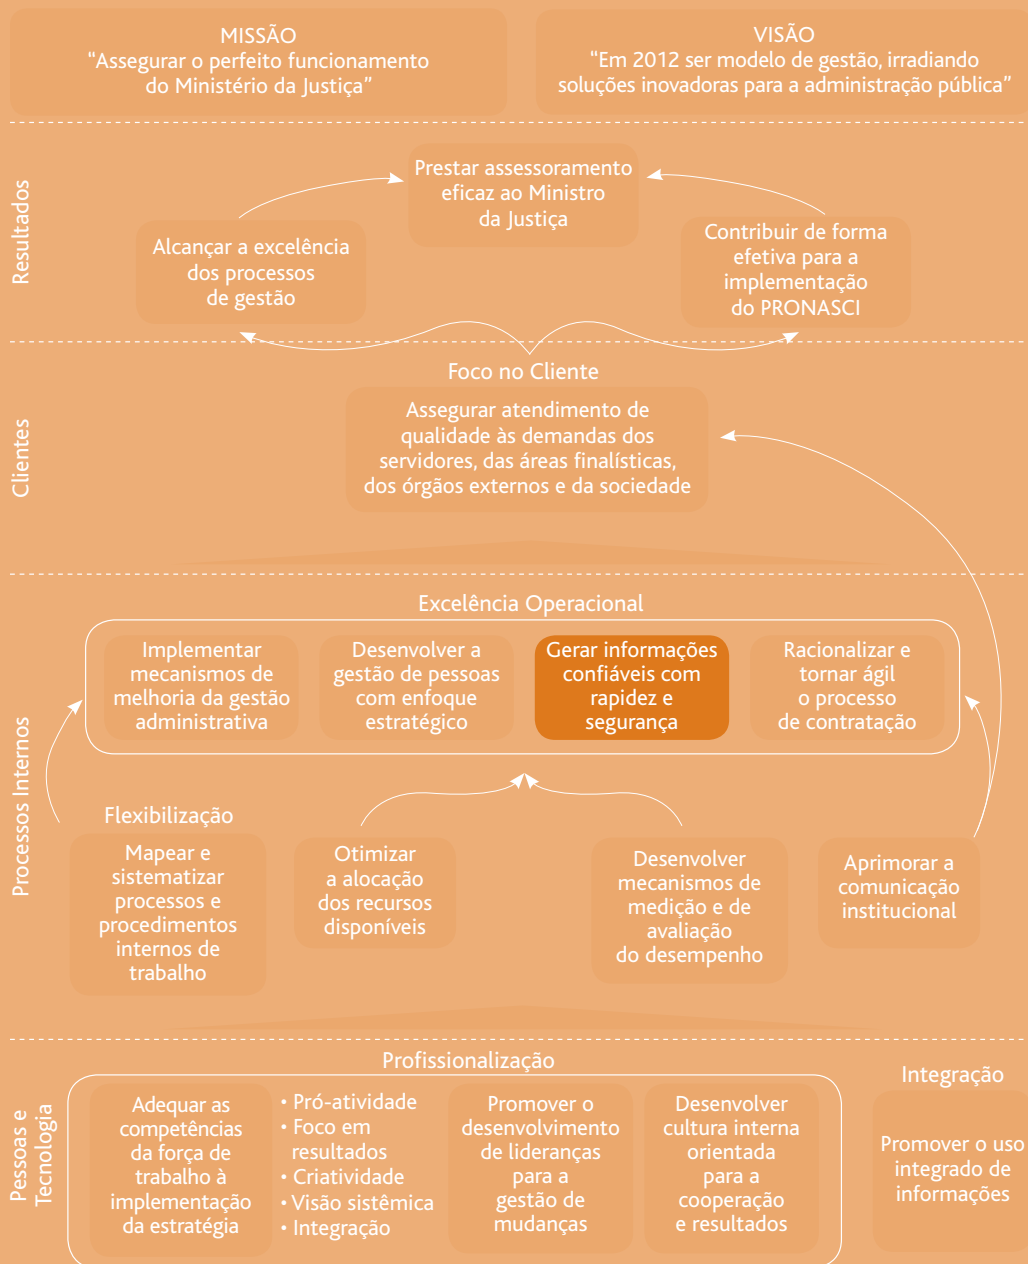 MISSÃO
“Assegurar o perfeito funcionamento
do Ministério da Justiça”
VISÃO
“Em 2012 ser modelo de gestão, irradiando
soluções inovadoras para a administração pública”
Resultados
Prestar assessoramento
eficaz ao Ministro
da Justiça
Alcançar a excelência
dos processos
de gestão
Contribuir de forma
efetiva para a
implementação
do PRONASCI
Clientes
Foco no Cliente
Assegurar atendimento de
qualidade às demandas dos
servidores, das áreas finalísticas,
dos órgãos externos e da sociedade
Processos Internos
Excelência Operacional
Implementar
mecanismos de
melhoria da gestão
administrativa
Desenvolver a
gestão de pessoas
com enfoque
estratégico
Gerar informações
confiáveis com
rapidez e
segurança
Racionalizar e
tornar ágil
o processo
de contratação
Flexibilização
Mapear e
sistematizar
processos e
procedimentos
internos de
trabalho
Otimizar
a alocação
dos recursos
disponíveis
Desenvolver
mecanismos de
medição e de
avaliação
do desempenho
Aprimorar a
comunicação
institucional
Pessoas e
Tecnologia
Profissionalização
Adequar as
competências
da força de
trabalho à
implementação
da estratégia
• Pró-atividade
• Foco em
resultados
• Criatividade
• Visão sistêmica
• Integração
Promover o
desenvolvimento
de lideranças
para a
gestão de
mudanças
Desenvolver
cultura interna
orientada
para a
cooperação
e resultados
Integração
Promover o uso
integrado de
informações